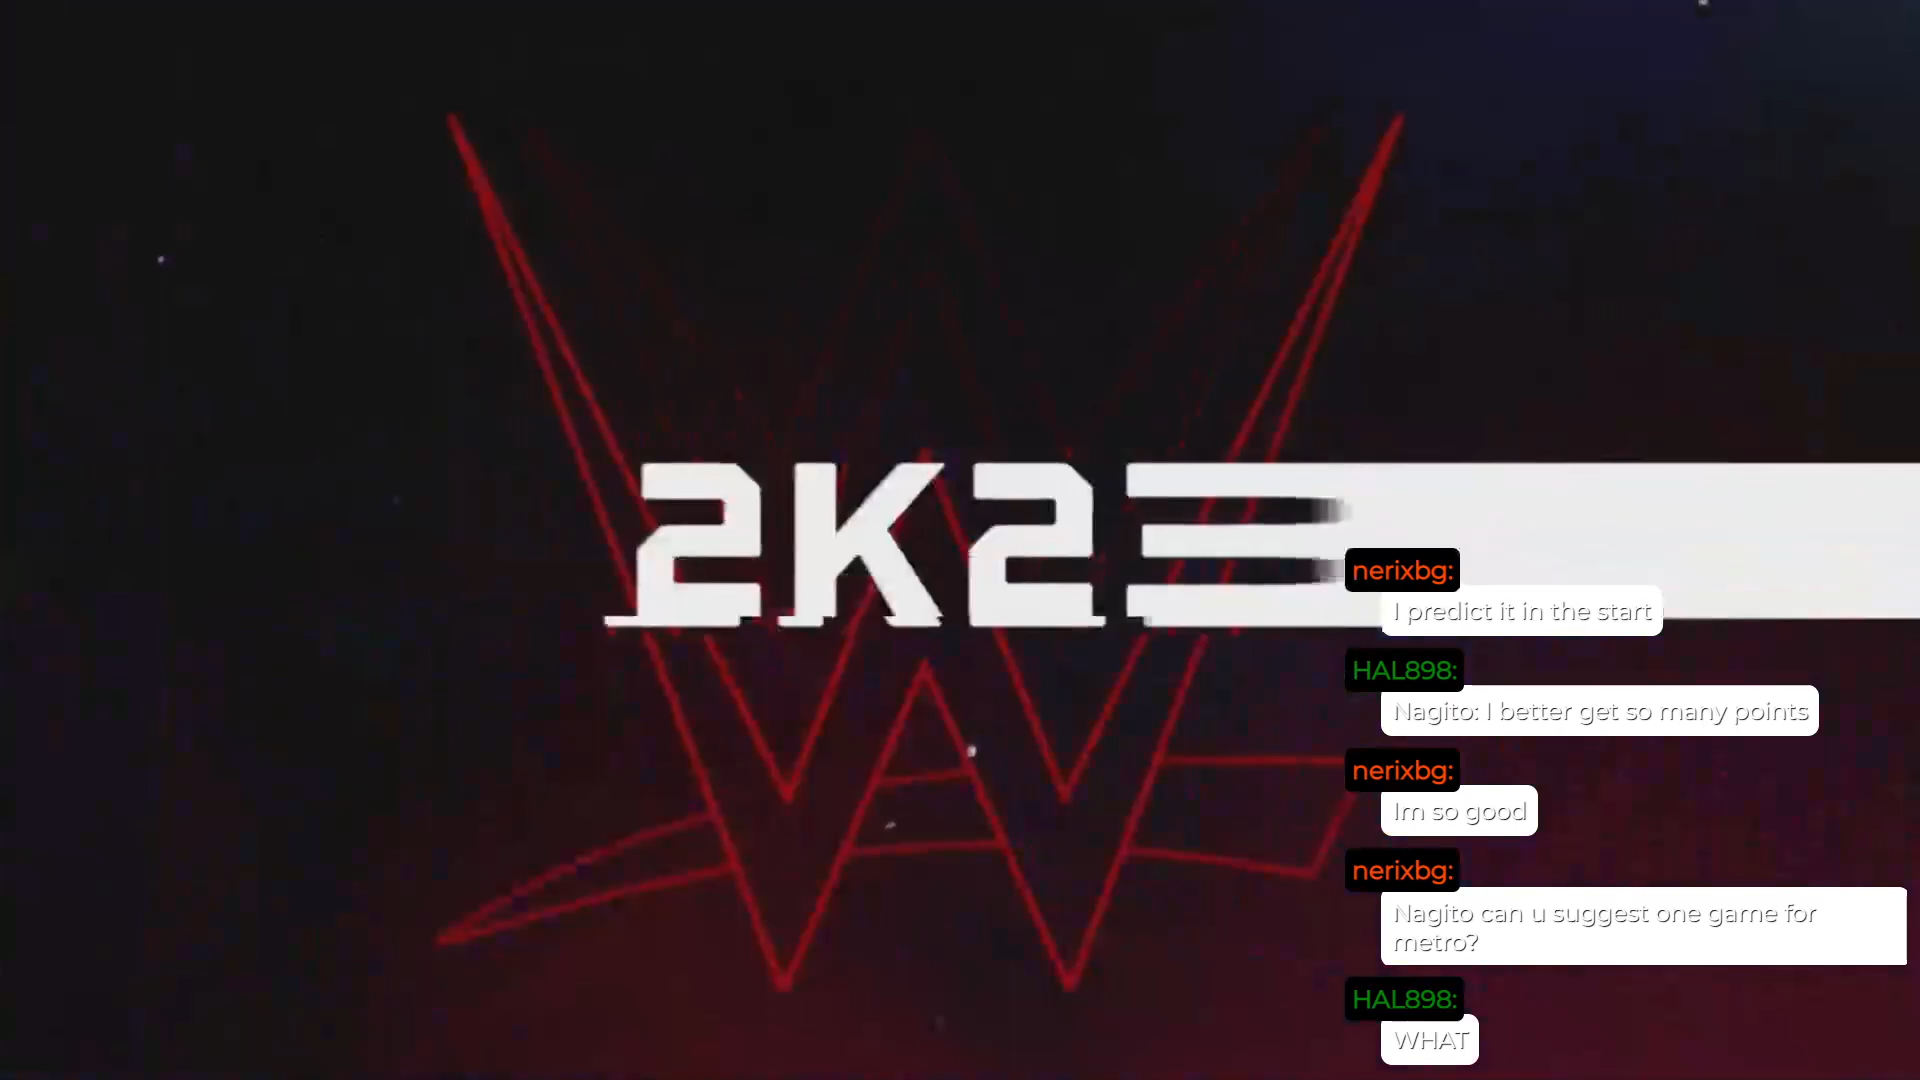 2K2
nerixbg:
I predict it in the start
HAL898:
Nagito: I better get so many points
nerixbg:
Im so good
nerixbg:
Nagito can u suggest one game for
metro?
HAL898:
WHAT